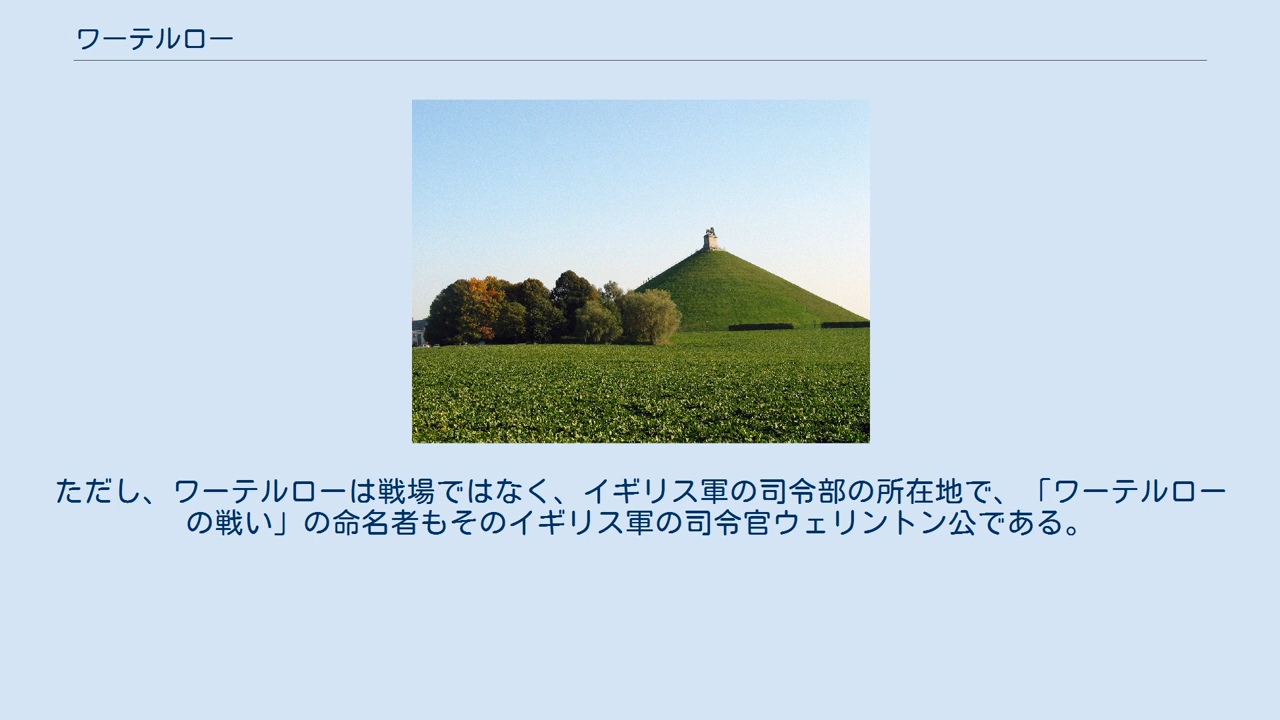 ワーテルロー
ただし、ワーテルローは戦場ではなく、イギリス軍の司令部の所在地で、「ワーテルロー
の戦い」の命名者もそのイギリス軍の司令官ウェリントン公である。